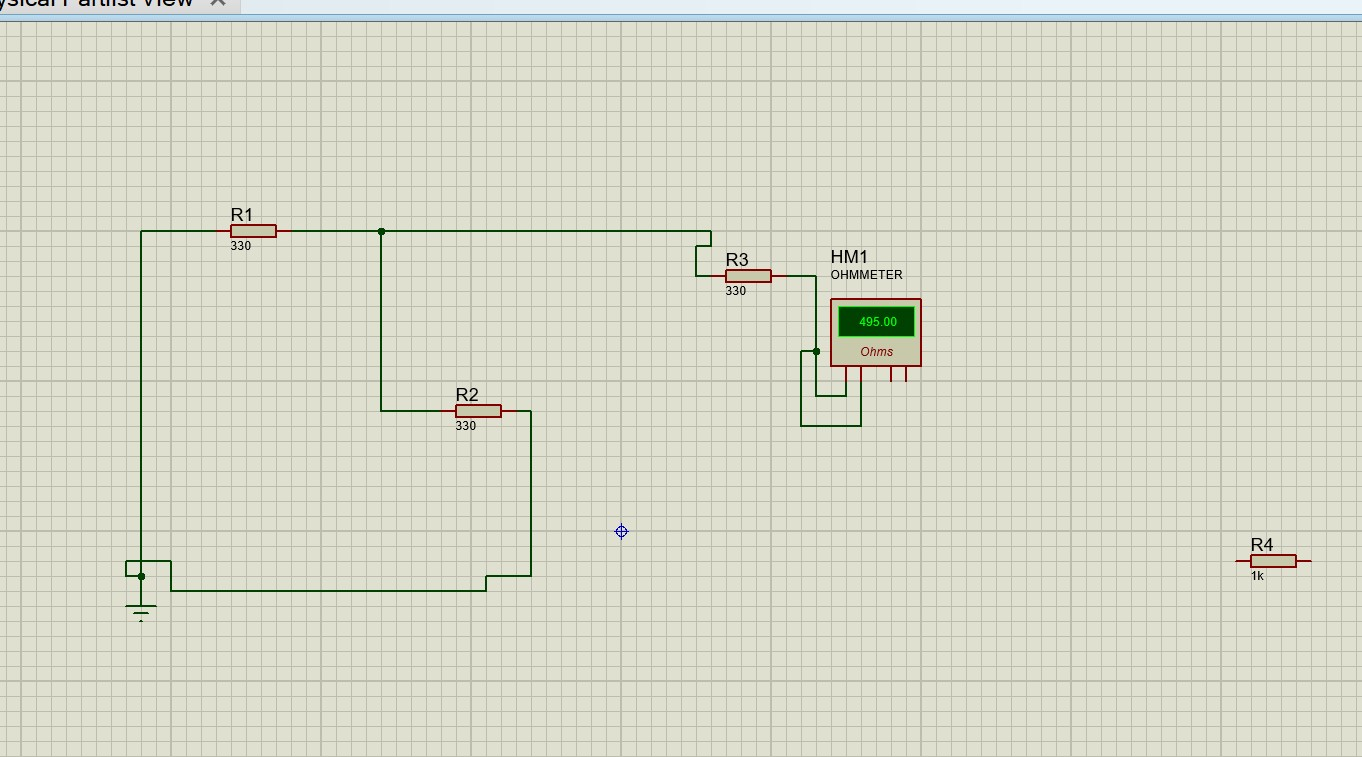 R1
330
R3
330
HM1
OHMMETER
495.00
Ohms
R2
330
R4
1k